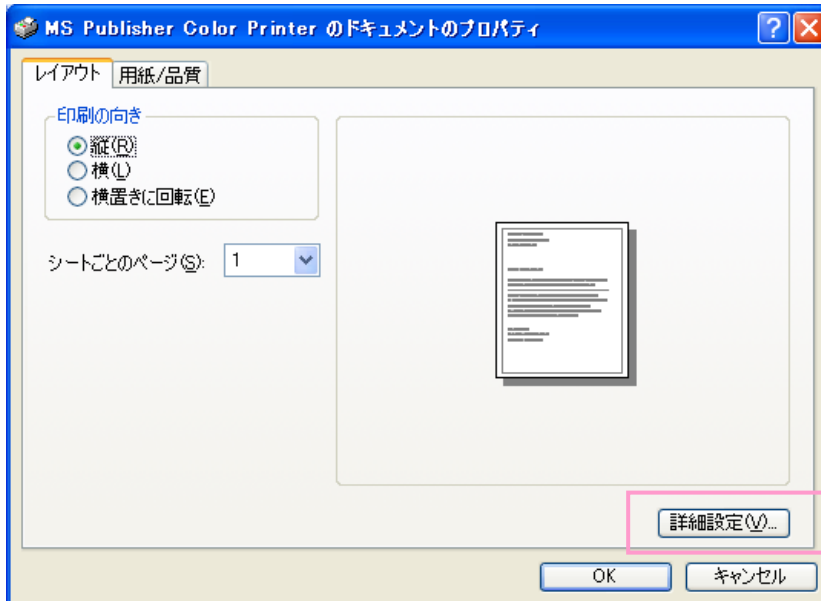 MS Publisher Color Printer のドキュメントのプロパティ
レイアウト 用紙/品質
印刷の向き
縦(R)
横(L)
横置きに回転(E)
シートごとのページ(S): 1
詳細設定(V)...
OK キャンセル